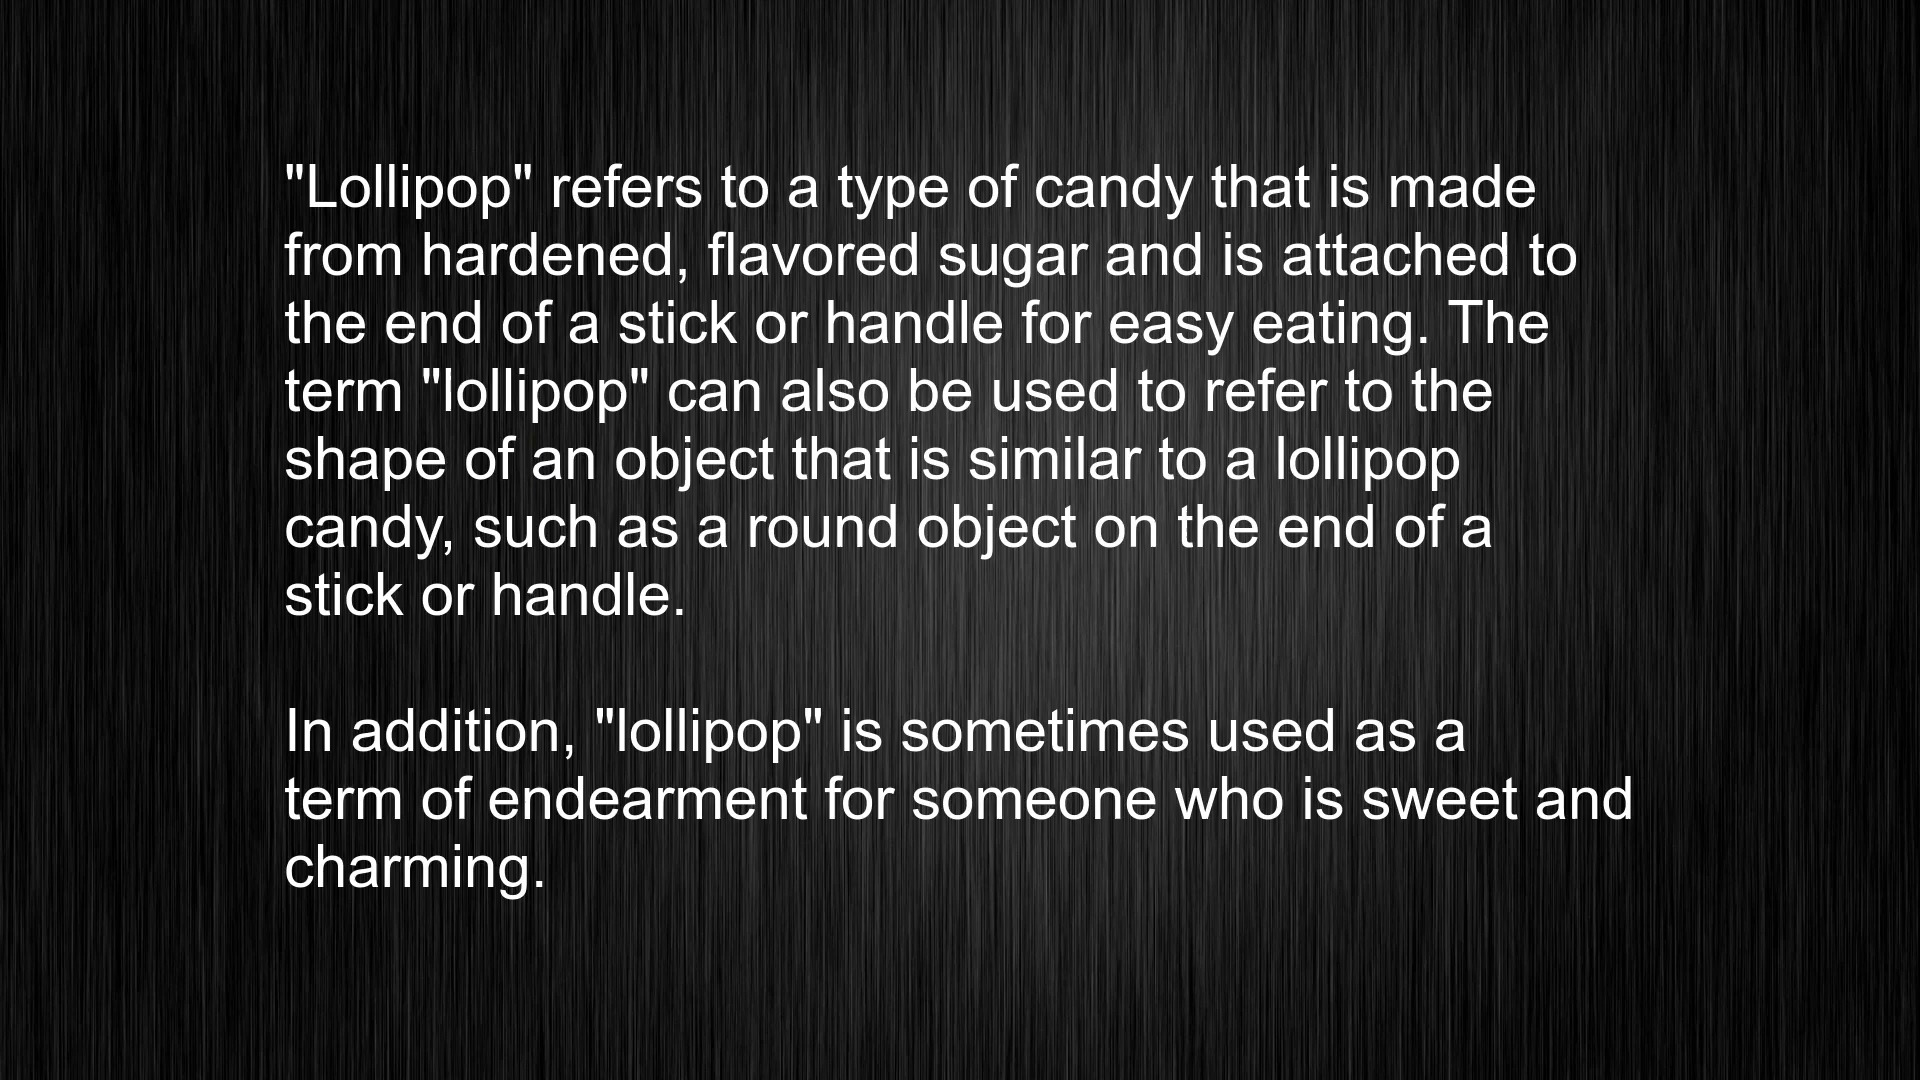 "Lollipop" refers to a type of candy that is made
from hardened, flavored sugar and is attached to
the end of a stick or handle for easy eating. The
term "lollipop" can also be used to refer to the
shape of an object that is similar to a lollipop
candy, such as a round object on the end of a
stick or handle.
In addition, "lollipop" is sometimes used as a
term of endearment for someone who is sweet and
charming.